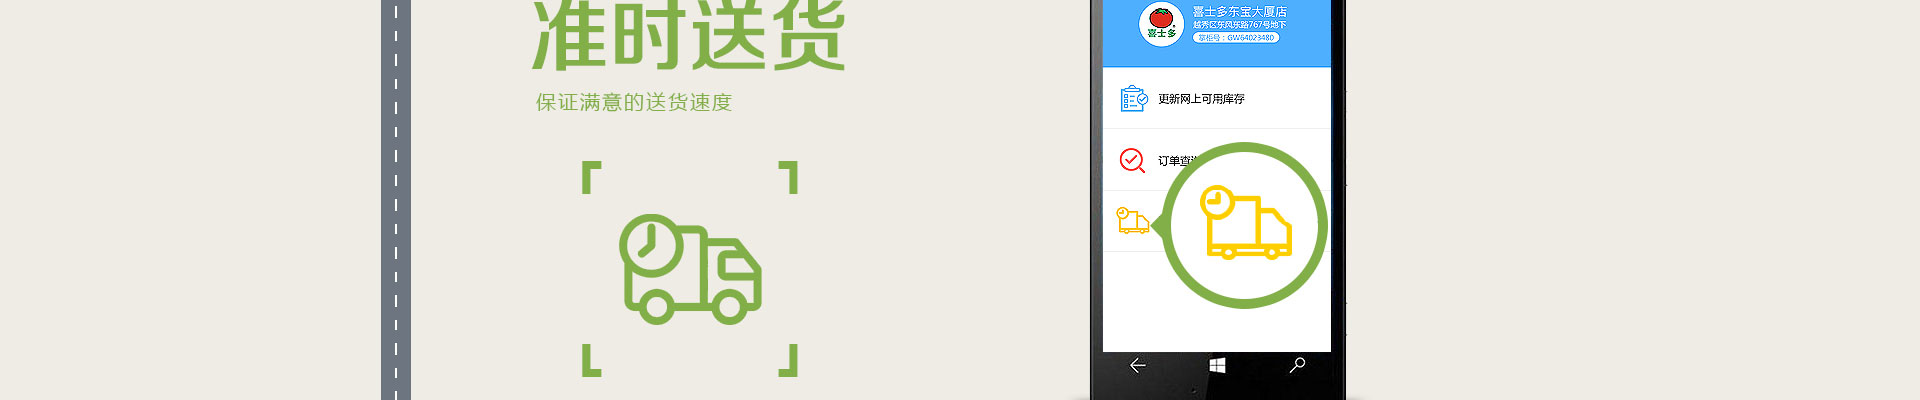 准时送货
保证满意的送货速度
喜士多
喜士多东宝大厦店
越秀区东风东路767号地下
掌柜号：GW64023480
更新网上可用库存
订单查